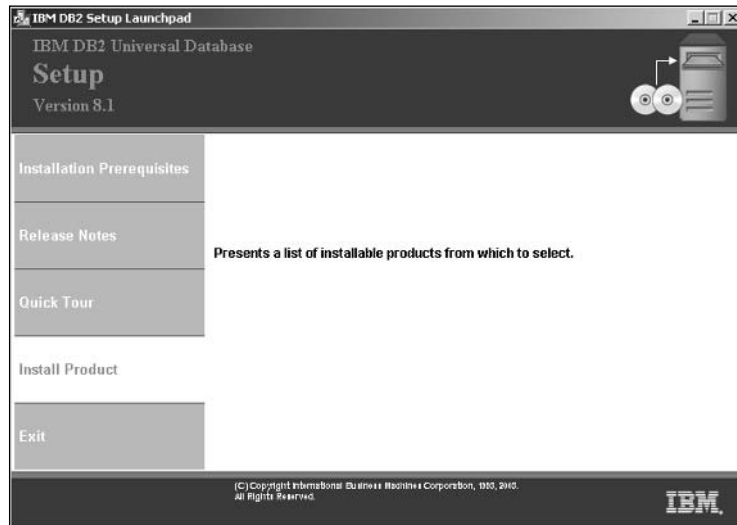 IBM DB2 Setup Launchpad
IBM DB2 Universal Database
Setup
Version 8.1
Installation Prerequisites
Release Notes
Presents a list of installable products from which to select.
Quick Tour
Install Product
Exit
(C) Copyright International Business Machines Corporation,
All Rights Reserved.
IBM